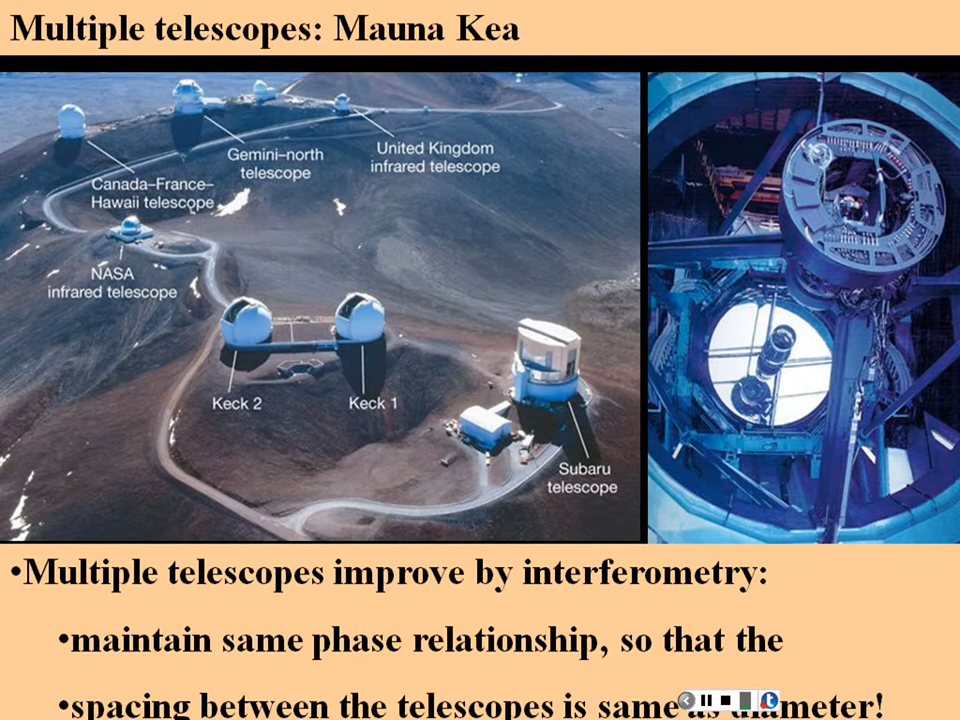 Multiple telescopes: Mauna Kea
Canada–France–
Hawaii telescope
Gemini–north
telescope
United Kingdom
infrared telescope
NASA
infrared telescope
Keck 2
Keck 1
Subaru
telescope
•Multiple telescopes improve by interferometry:
•maintain same phase relationship, so that the
•spacing between the telescopes is same as diameter!